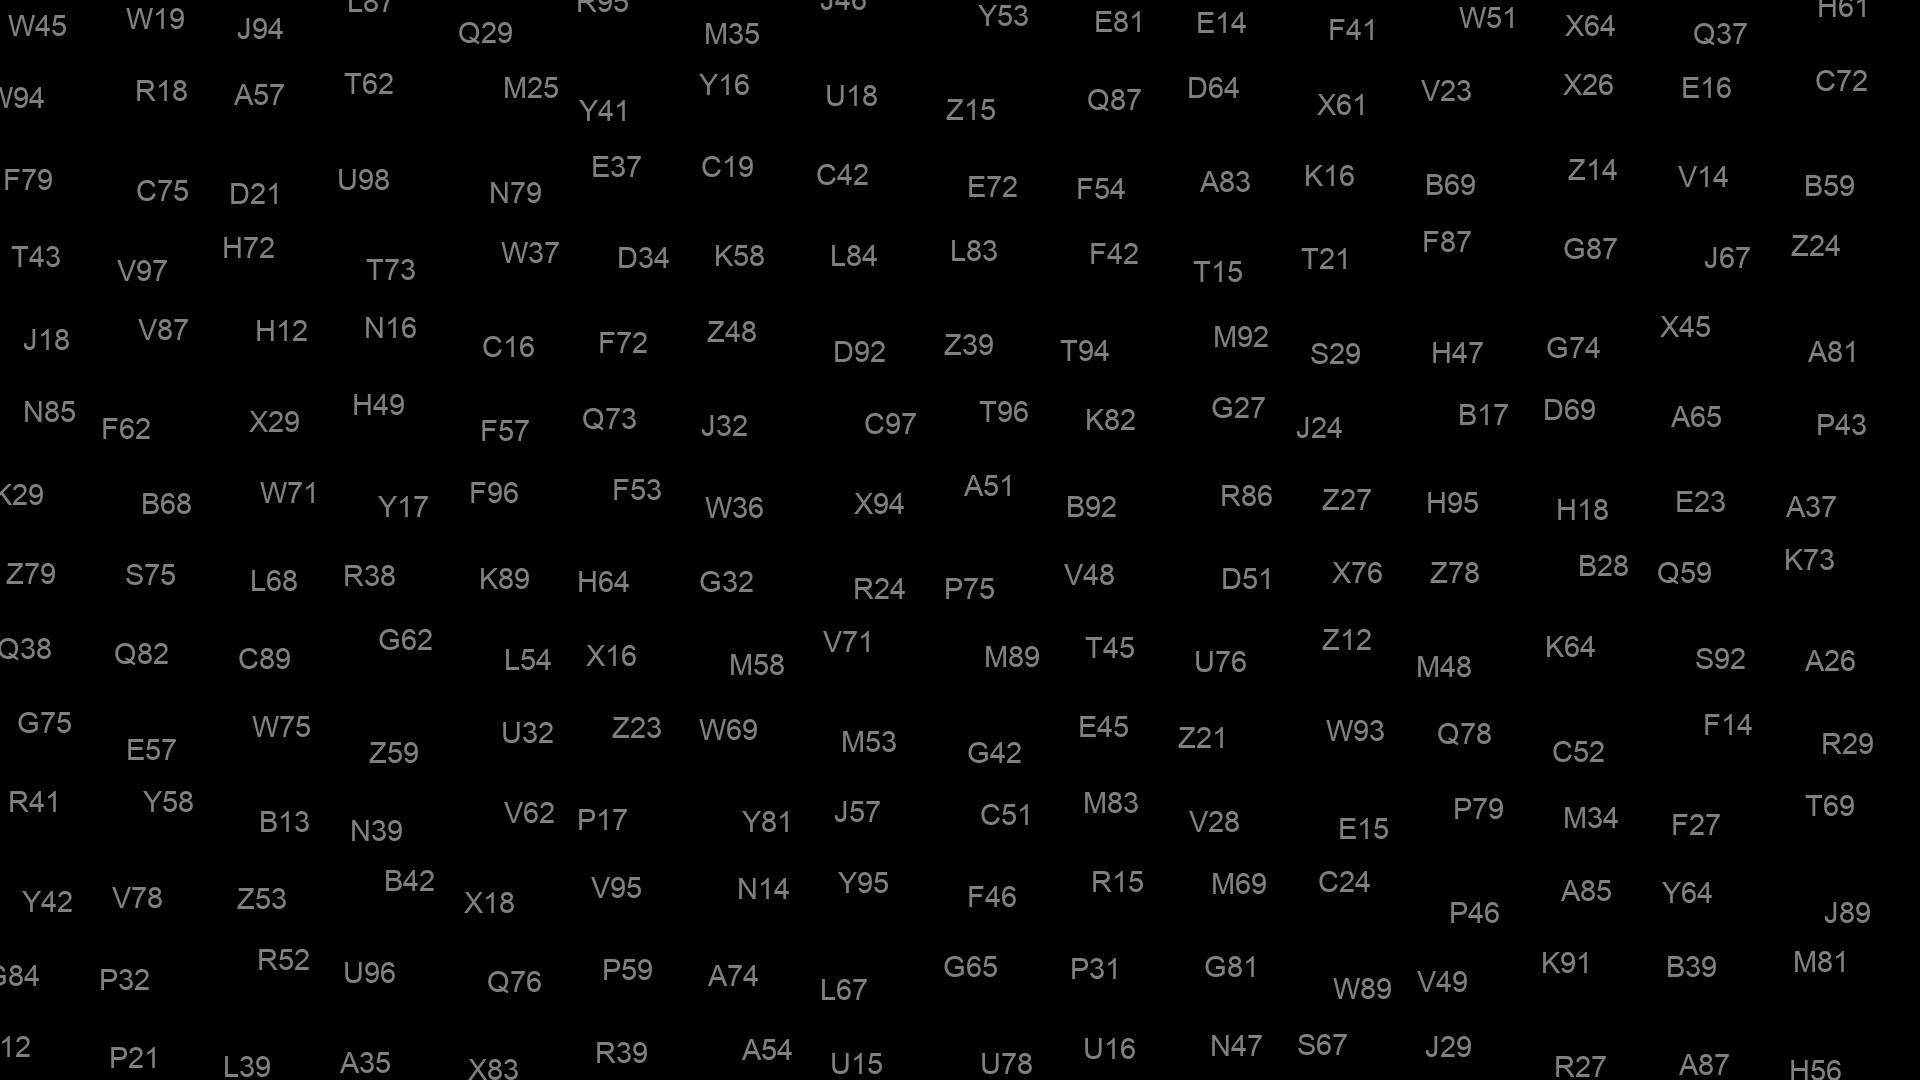 W45 W19 J94 L87 Q29 R95 M35 J46 Y53 E81 E14 F41 W51 X64 Q37 H61
W94 R18 A57 T62 M25 Y41 Y16 U18 Z15 Q87 D64 X61 V23 X26 E16 C72
F79 C75 D21 U98 N79 E37 C19 C42 E72 F54 A83 K16 B69 Z14 V14 B59
T43 V97 H72 T73 W37 D34 K58 L84 L83 F42 T15 T21 F87 G87 J67 Z24
J18 V87 H12 N16 C16 F72 Z48 D92 Z39 T94 M92 S29 H47 G74 X45 A81
N85 F62 X29 H49 F57 Q73 J32 C97 T96 K82 G27 J24 B17 D69 A65 P43
K29 B68 W71 Y17 F96 F53 W36 X94 A51 B92 R86 Z27 H95 H18 E23 A37
Z79 S75 L68 R38 K89 H64 G32 R24 P75 V48 D51 X76 Z78 B28 Q59 K73
Q38 Q82 C89 G62 L54 X16 M58 V71 M89 T45 U76 Z12 M48 K64 S92 A26
G75 E57 W75 Z59 U32 Z23 W69 M53 G42 E45 Z21 W93 Q78 C52 F14 R29
R41 Y58 B13 N39 V62 P17 Y81 J57 C51 M83 V28 E15 P79 M34 F27 T69
Y42 V78 Z53 B42 X18 V95 N14 Y95 F46 R15 M69 C24 P46 A85 Y64 J89
G84 P32 R52 U96 Q76 P59 A74 L67 G65 P31 G81 W89 V49 K91 B39 M81
12 P21 L39 A35 X83 R39 A54 U15 U78 U16 N47 S67 J29 R27 A87 H56